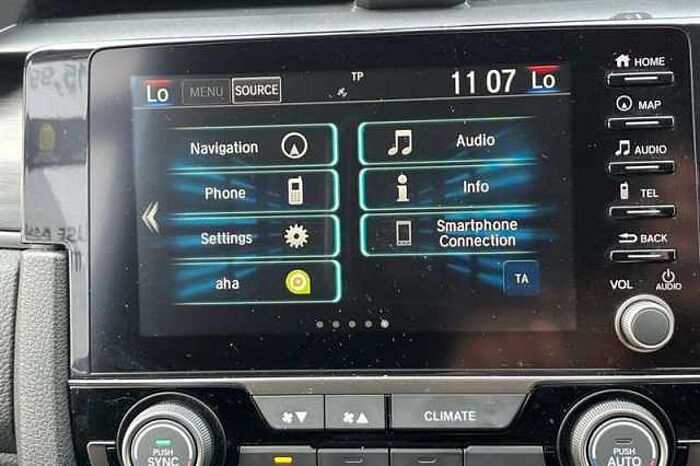 TP
Lo MENU SOURCE 11 07 Lo
HOME
MAP
AUDIO
TEL
BACK
VOL AUDIO
Navigation Audio
Phone Info
Settings Smartphone
Connection
aha TA
CLIMATE
PUSH PUSH
SYNC AUTO